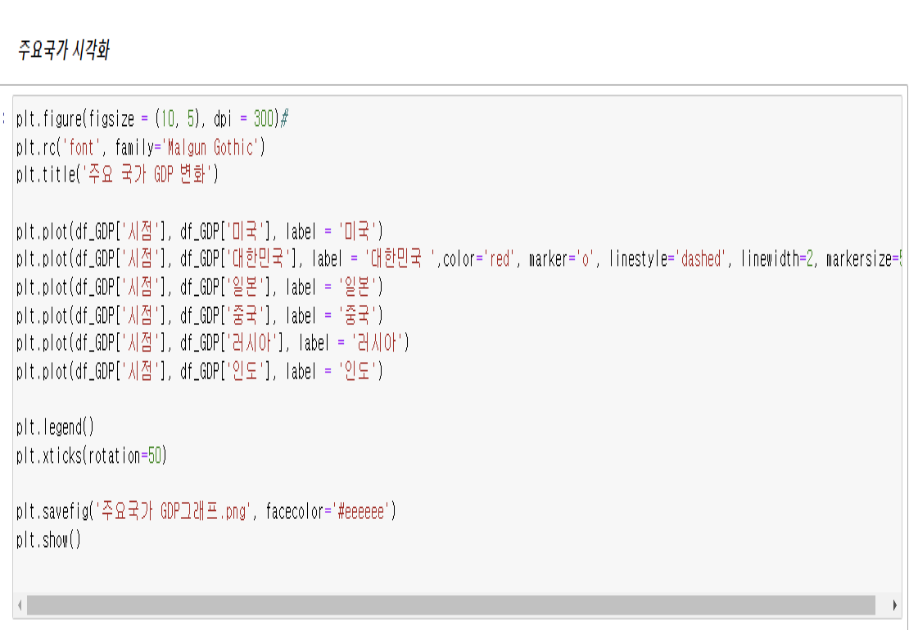 주요국가 시각화
:
plt.figure(figsize = (10, 5), dpi = 300)#
plt.rc('font', family='Malgun Gothic')
plt.title('주요 국가 GDP 변화')
plt.plot(df_GDP['시점'], df_GDP['미국'], label = '미국')
plt.plot(df_GDP['시점'], df_GDP['대한민국'], label = '대한민국 ',color='red', marker='o', linestyle='dashed', linewidth=2, markersize=5
plt.plot(df_GDP['시점'], df_GDP['일본'], label = '일본')
plt.plot(df_GDP['시점'], df_GDP['중국'], label = '중국')
plt.plot(df_GDP['시점'], df_GDP['러시아'], label = '러시아')
plt.plot(df_GDP['시점'], df_GDP['인도'], label = '인도')
plt.legend()
plt.xticks(rotation=50)
plt.savefig('주요국가 GDP그래프.png', facecolor='#eeeeee')
plt.show()